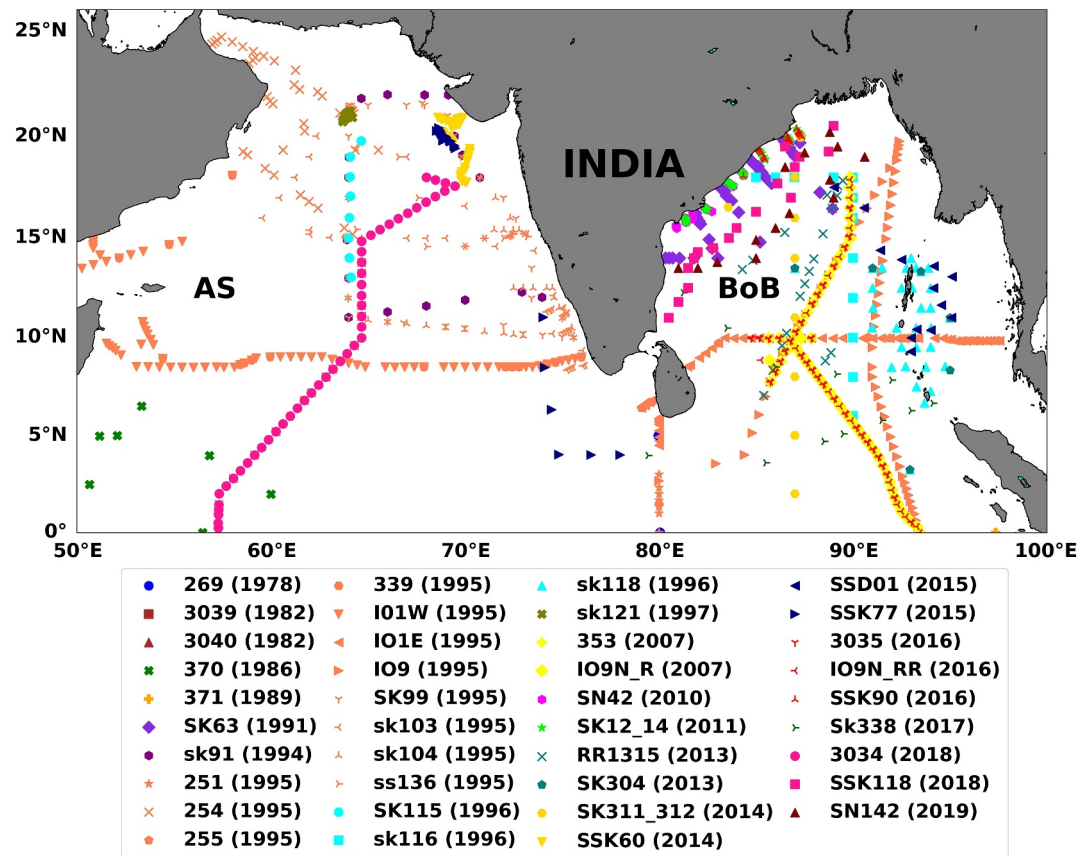 25°N
20°N
15°N
10°N
5°N
0°
INDIA
AS
BoB
50°E 60°E 70°E 80°E 90°E 100°E
269 (1978) 339 (1995) sk118 (1996) SSD01 (2015)
3039 (1982) I01W (1995) sk121 (1997) SSK77 (2015)
3040 (1982) IO1E (1995) 353 (2007) 3035 (2016)
370 (1986) IO9 (1995) IO9N_R (2007) IO9N_RR (2016)
371 (1989) SK99 (1995) SN42 (2010) SSK90 (2016)
SK63 (1991) sk103 (1995) SK12_14 (2011) Sk338 (2017)
sk91 (1994) sk104 (1995) RR1315 (2013) 3034 (2018)
251 (1995) ss136 (1995) SK304 (2013) SSK118 (2018)
254 (1995) SK115 (1996) SK311_312 (2014) SN142 (2019)
255 (1995) sk116 (1996) SSK60 (2014)